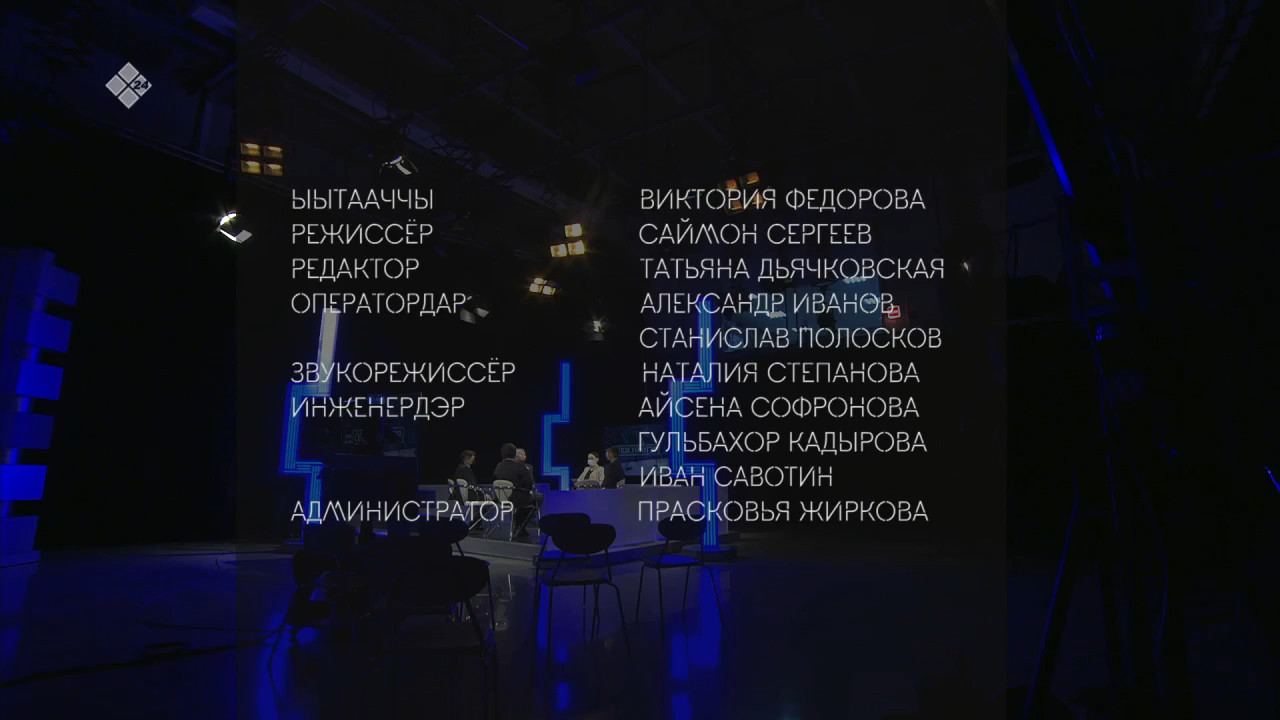 24
ЫЫТААЧЧЫ ВИКТОРИЯ ФЕДОРОВА
РЕЖИССЁР САЙМОН СЕРГЕЕВ
РЕДАКТОР ТАТЬЯНА ДЬЯЧКОВСКАЯ
ОПЕРАТОРДАР АЛЕКСАНДР ИВАНОВ
СТАНИСЛАВ ПОЛОСКОВ
ЗВУКОРЕЖИССЁР НАТАЛИЯ СТЕПАНОВА
ИНЖЕНЕРДЭР АЙСЕНА СОФРОНОВА
ГУЛЬБАХОР КАДЫРОВА
ИВАН САВОТИН
АДМИНИСТРАТОР ПРАСКОВЬЯ ЖИРКОВА